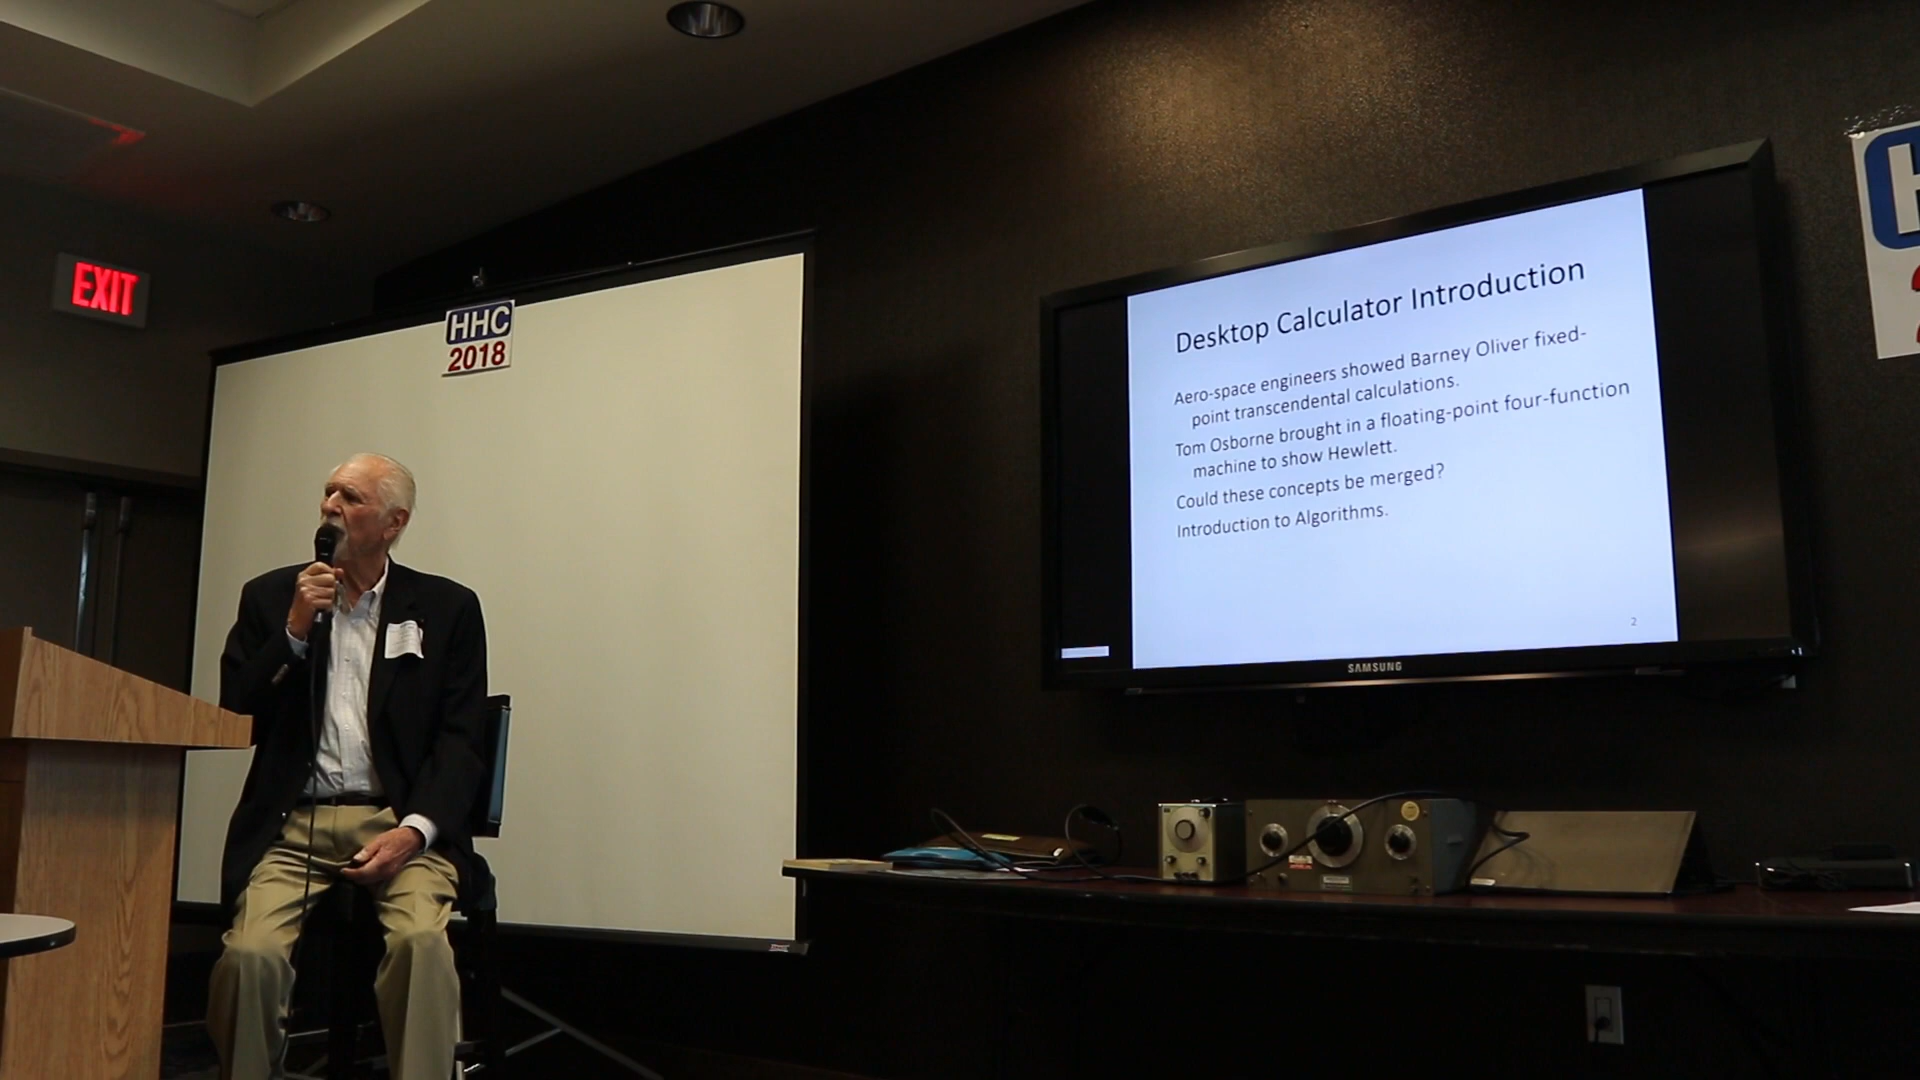 EXIT
HHC
2018
Desktop Calculator Introduction
Aero-space engineers showed Barney Oliver fixed-
point transcendental calculations.
Tom Osborne brought in a floating-point four-function
machine to show Hewlett.
Could these concepts be merged?
Introduction to Algorithms.
2
SAMSUNG